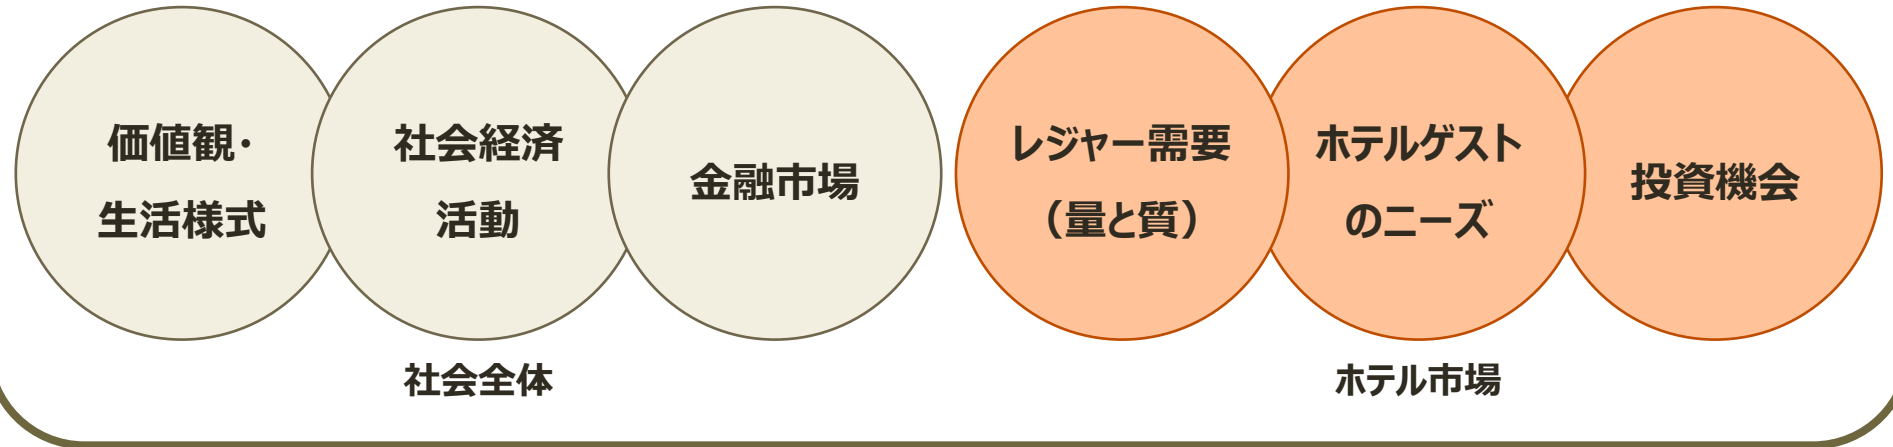 価値観・
生活様式
社会経済
活動
金融市場
レジャー需要
（量と質）
ホテルゲスト
のニーズ
投資機会
社会全体
ホテル市場